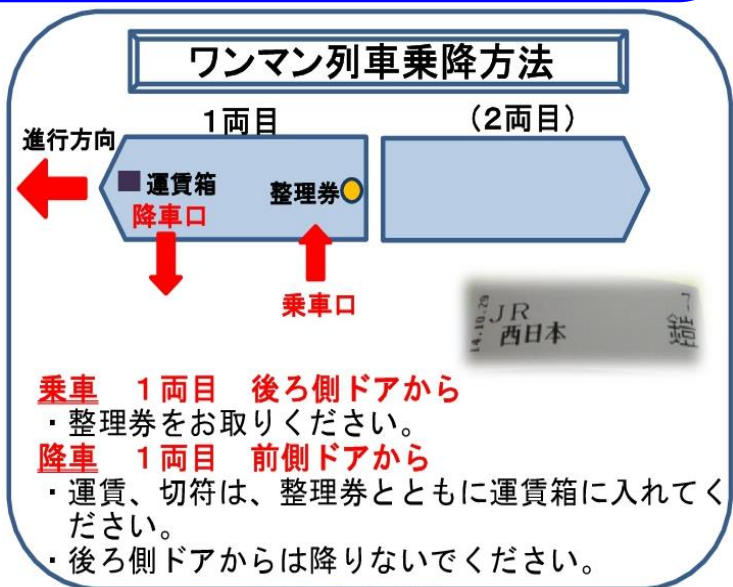 ワンマン列車乗降方法
1両目
(2両目)
進行方向
運賃箱
整理券
降車口
乗車口
14.10.29
JR
西日本
7
鎧
乗車　1両目　後ろ側ドアから
・整理券をお取りください。
降車　1両目　前側ドアから
・運賃、切符は、整理券とともに運賃箱に入れてく
ださい。
・後ろ側ドアからは降りないでください。